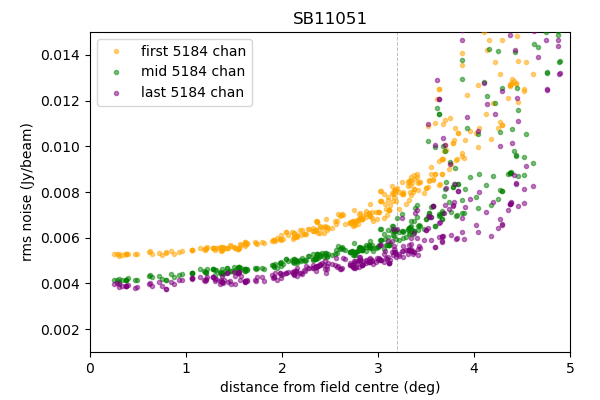 SB11051
first 5184 chan
mid 5184 chan
last 5184 chan
rms noise (Jy/beam)
0.014
0.012
0.010
0.008
0.006
0.004
0.002
0 1 2 3 4 5
distance from field centre (deg)